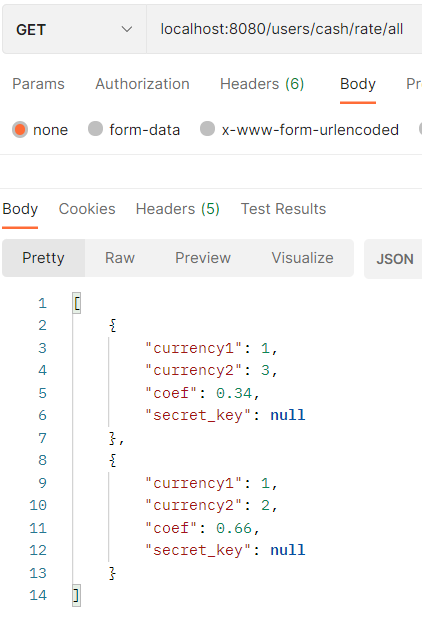 GET localhost:8080/users/cash/rate/all
Params Authorization Headers (6) Body Pr
none form-data x-www-form-urlencoded
Body Cookies Headers (5) Test Results
Pretty Raw Preview Visualize JSON
1 [
2 {
3 "currency1": 1,
4 "currency2": 3,
5 "coef": 0.34,
6 "secret_key": null
7 },
8 {
9 "currency1": 1,
10 "currency2": 2,
11 "coef": 0.66,
12 "secret_key": null
13 }
14 ]